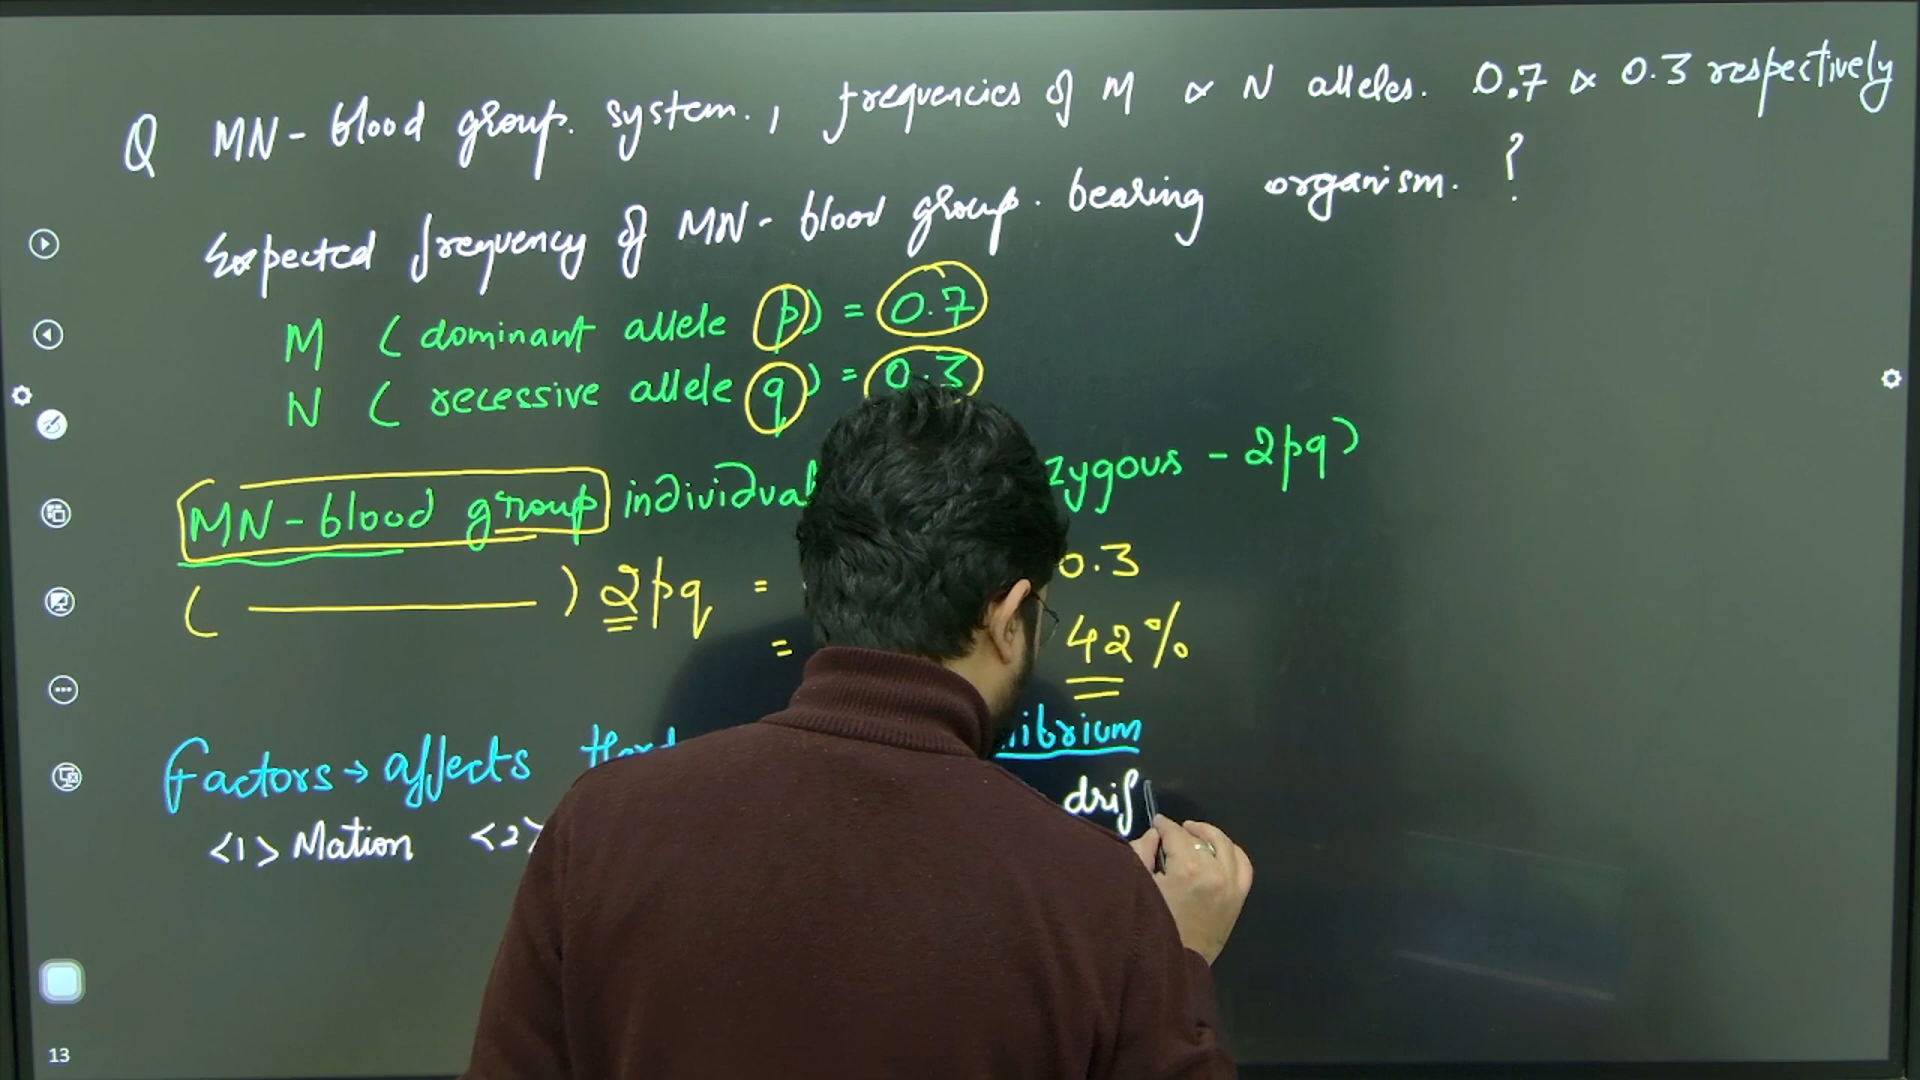 Q MN-blood group. system., frequencies of M & N alleles. 0.7 & 0.3 respectively
Expected frequency of MN-blood group. bearing organism. ?
M (dominant allele p) = 0.7
N (recessive allele q) = 0.3
MN-blood group individual zygous - 2pq)
( ) 2pq = 0.3
= 42%
Factors → affects Hard librium
<1> Mation <2> drif
13